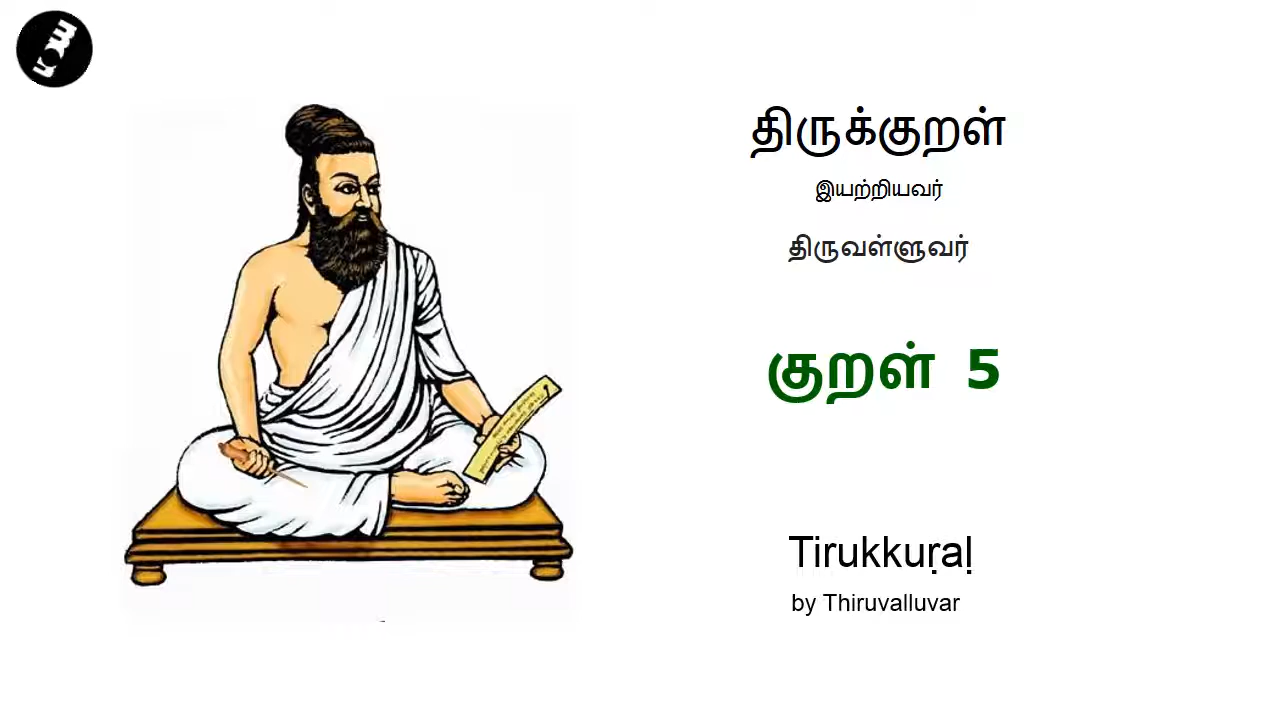 திருக்குறள்
இயற்றியவர்
திருவள்ளுவர்
குறள் 5
Tirukkuṛaḷ
by Thiruvalluvar